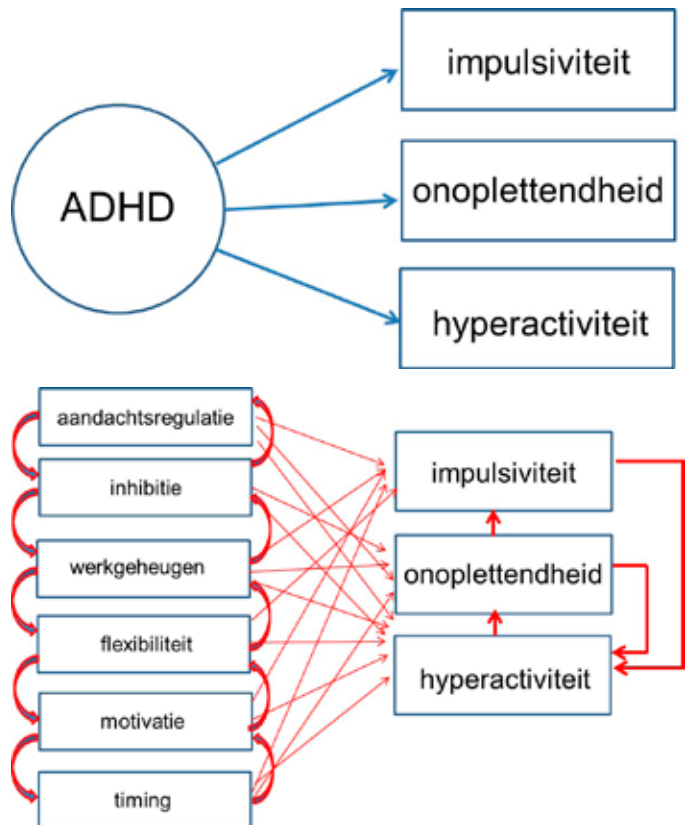 ADHD
impulsiviteit
onoplettendheid
hyperactiviteit
aandachtsregulatie
inhibitie
werkgeheugen
flexibiliteit
motivatie
timing
impulsiviteit
onoplettendheid
hyperactiviteit